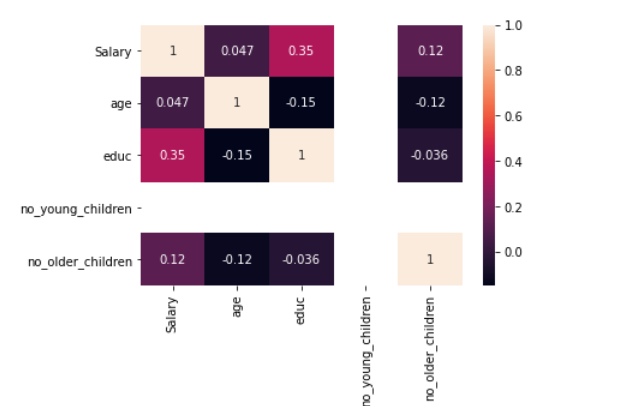 1.0
Salary 1 0.047 0.35 0.12
0.8
age 0.047 1 -0.15 -0.12
0.6
educ 0.35 -0.15 1 -0.036
0.4
no_young_children
0.2
no_older_children 0.12 -0.12 -0.036 1
0.0
Salary
age
educ
no_young_children
no_older_children